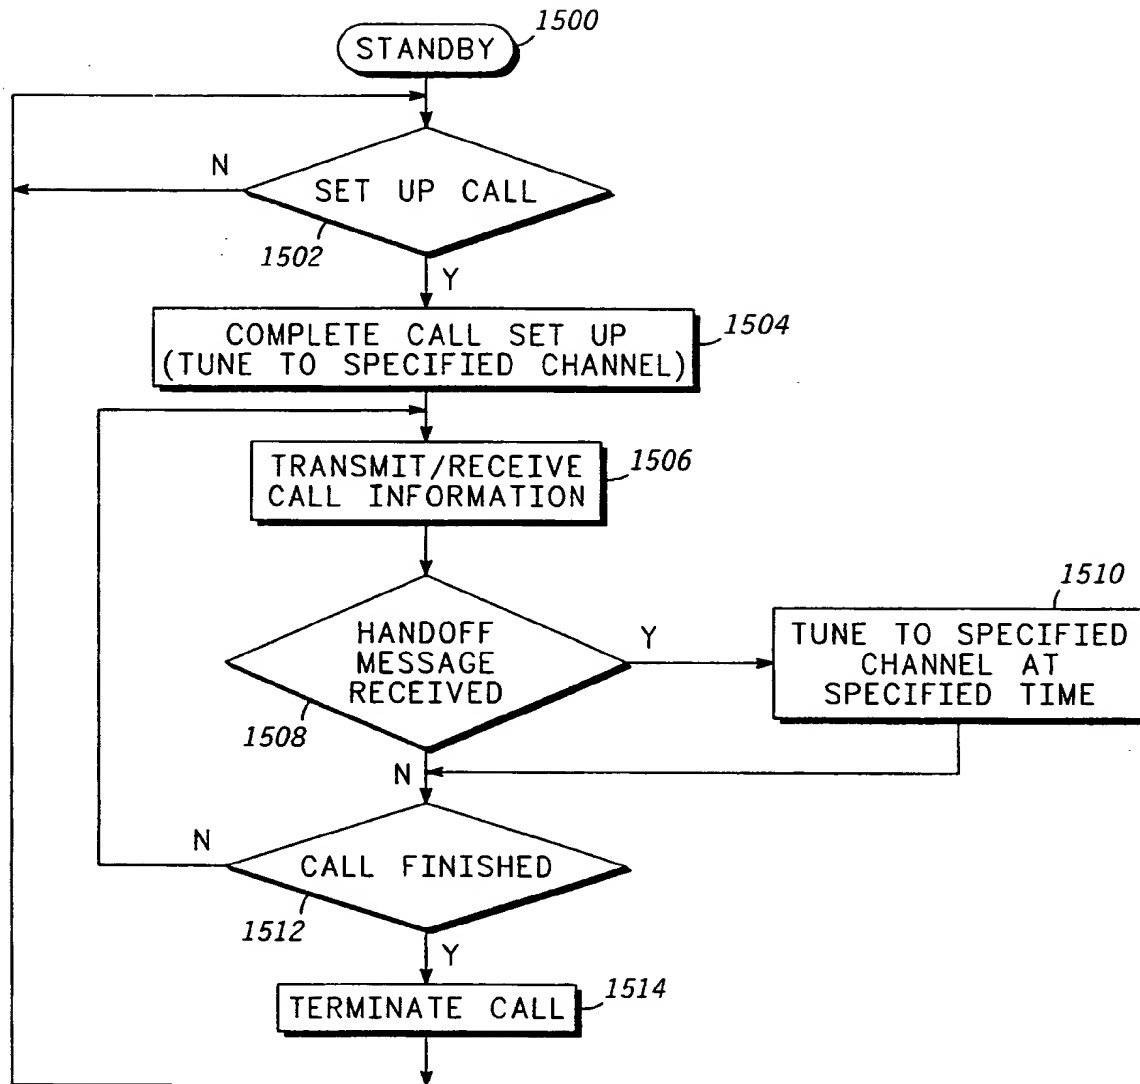 1500
STANDBY
N
SET UP CALL
1502
Y
COMPLETE CALL SET UP
(TUNE TO SPECIFIED CHANNEL)
1504
TRANSMIT/RECEIVE
CALL INFORMATION
1506
HANDOFF
MESSAGE
RECEIVED
1508
Y
1510
TUNE TO SPECIFIED
CHANNEL AT
SPECIFIED TIME
N
N
CALL FINISHED
1512
Y
TERMINATE CALL
1514